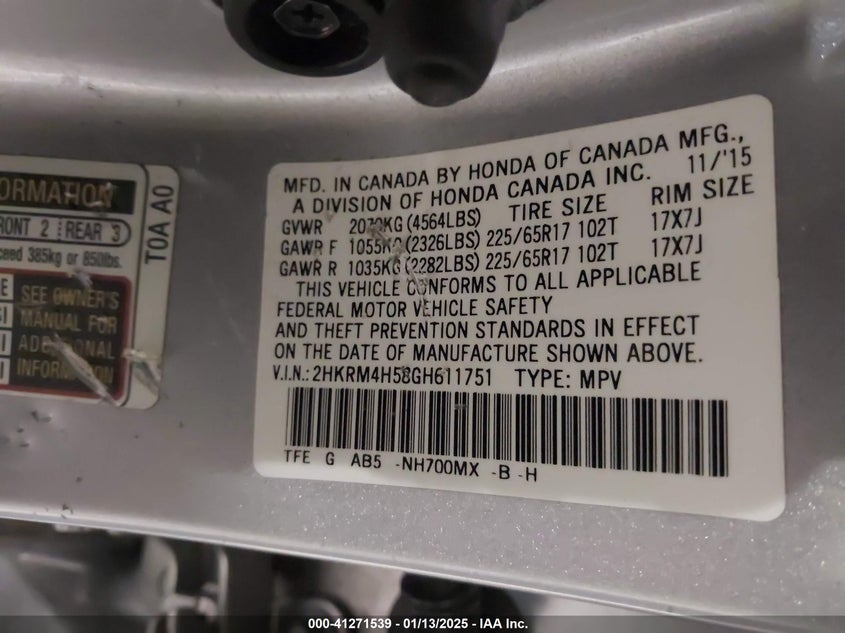 ORMATION
RONT 2 REAR 3
ceed 385kg or 850lbs.
SEE OWNER'S
MANUAL FOR
ADDITIONAL
INFORMATION
T0A A0
MFD. IN CANADA BY HONDA OF CANADA MFG.,
A DIVISION OF HONDA CANADA INC. 11/'15
GVWR 2070KG (4564LBS) TIRE SIZE RIM SIZE
GAWR F 1055KG (2326LBS) 225/65R17 102T 17X7J
GAWR R 1035KG (2282LBS) 225/65R17 102T 17X7J
THIS VEHICLE CONFORMS TO ALL APPLICABLE
FEDERAL MOTOR VEHICLE SAFETY
AND THEFT PREVENTION STANDARDS IN EFFECT
ON THE DATE OF MANUFACTURE SHOWN ABOVE.
V.I.N.: 2HKRM4H58GH611751 TYPE: MPV
TFE G AB5 -NH700MX -B -H
000-41271539 — 01/13/2025 — IAA Inc.